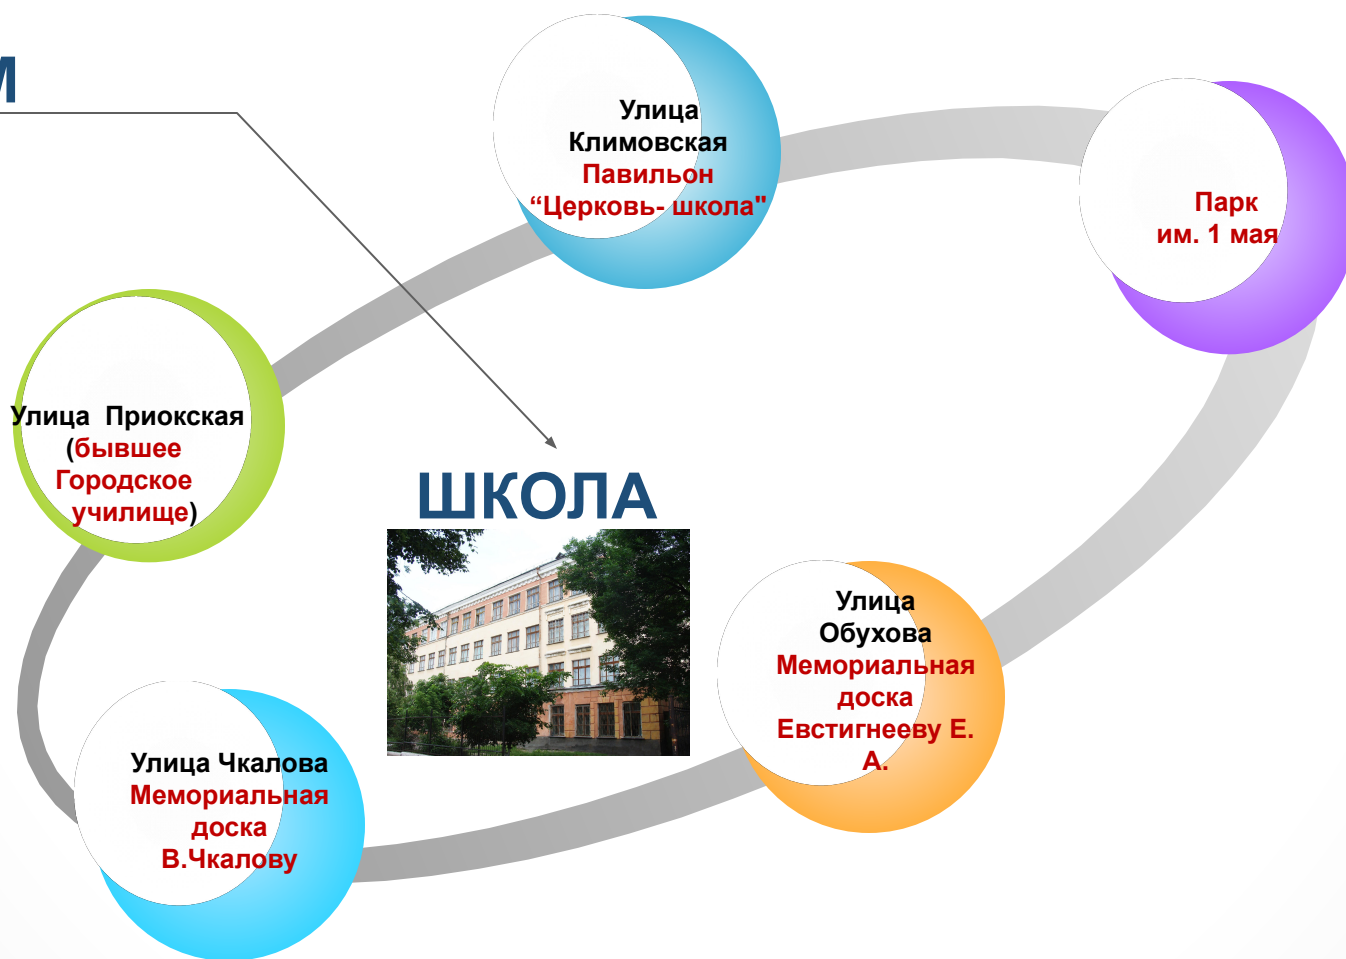 М
Улица
Климовская
Павильон
“Церковь- школа"
Парк
им. 1 мая
Улица Приокская
(бывшее
Городское
училище)
ШКОЛА
Улица
Обухова
Мемориальная
доска
Евстигнееву Е.
А.
Улица Чкалова
Мемориальная
доска
В.Чкалову